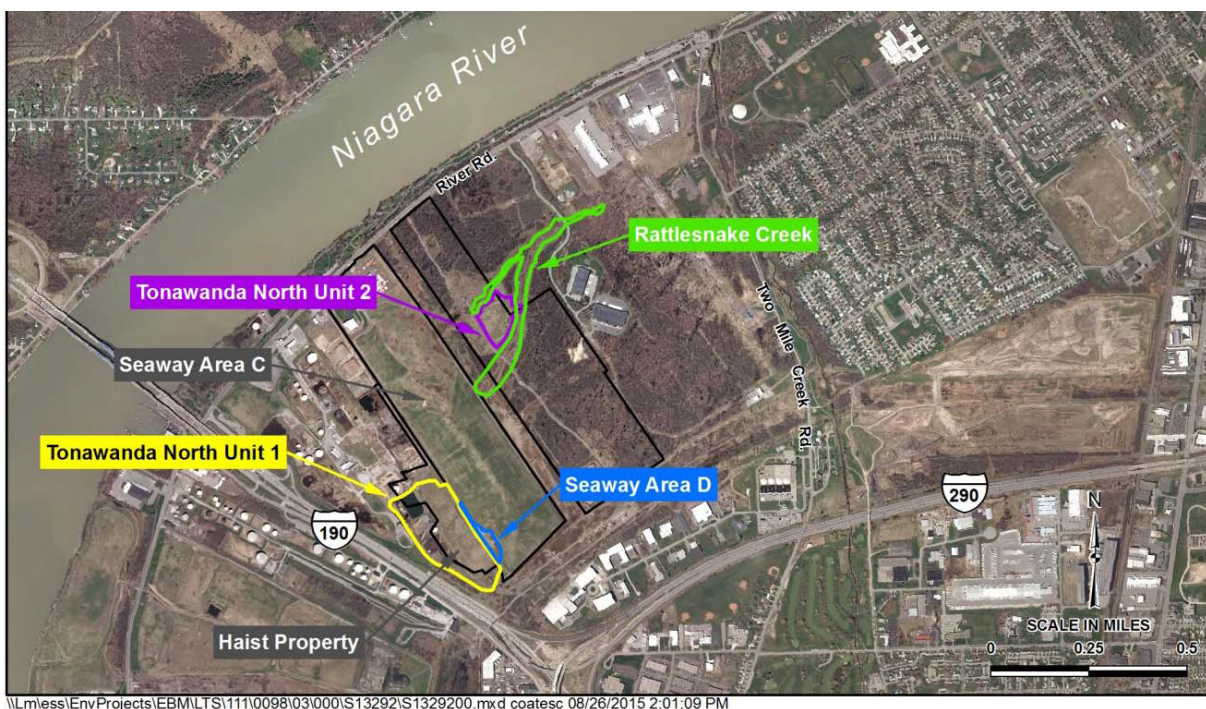 Niagara River
River Rd.
Rattlesnake Creek
Tonawanda North Unit 2
Two Mile Creek Rd.
Seaway Area C
Tonawanda North Unit 1
Seaway Area D
290
N
190
SCALE IN MILES
Haist Property
0 0.25 0.5
\\Lm\ess\EnvProjects\EBM\LTS\111\0098\03\000\S13292\S1329200.mxd coatesc 08/26/2015 2:01:09 PM